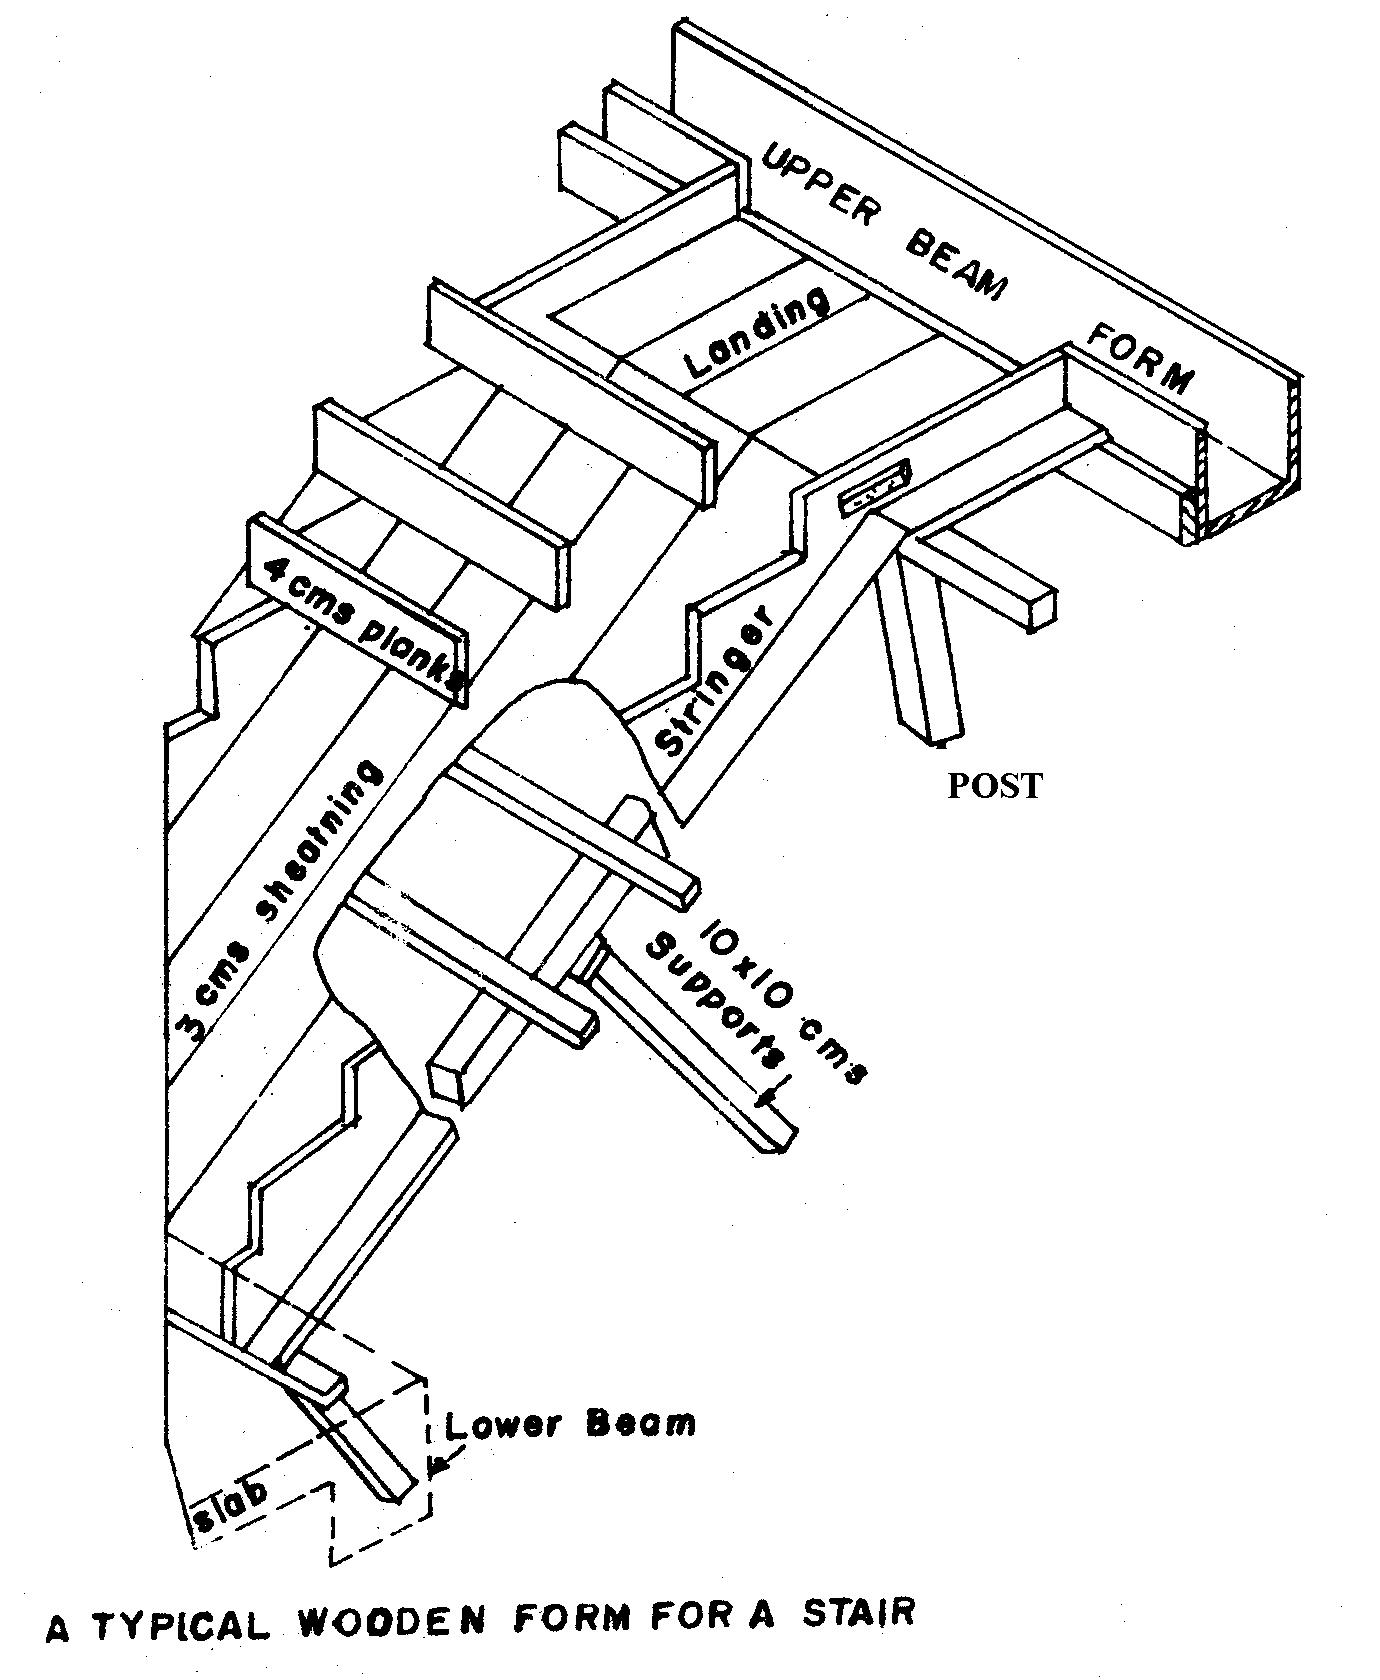 UPPER BEAM FORM
Landing
4 cms planks
Stringer
POST
3 cms sheatning
10x10 cms
Supports
Lower Beam
slab
A TYPICAL WOODEN FORM FOR A STAIR